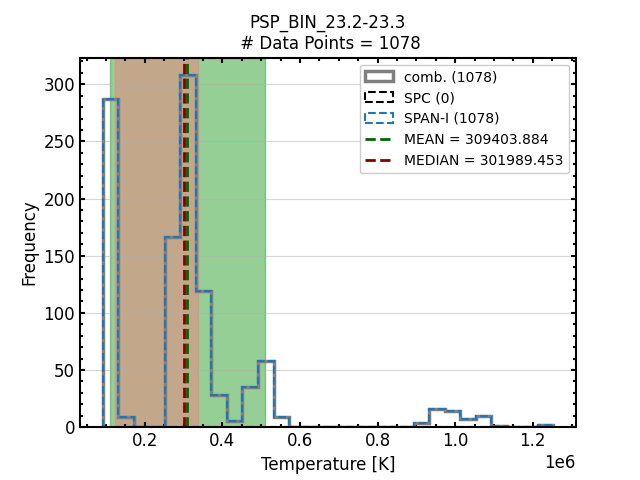 PSP_BIN_23.2-23.3
# Data Points = 1078
comb. (1078)
SPC (0)
SPAN-I (1078)
MEAN = 309403.884
MEDIAN = 301989.453
Frequency
300
250
200
150
100
50
0
0.2 0.4 0.6 0.8 1.0 1.2
1e6
Temperature [K]